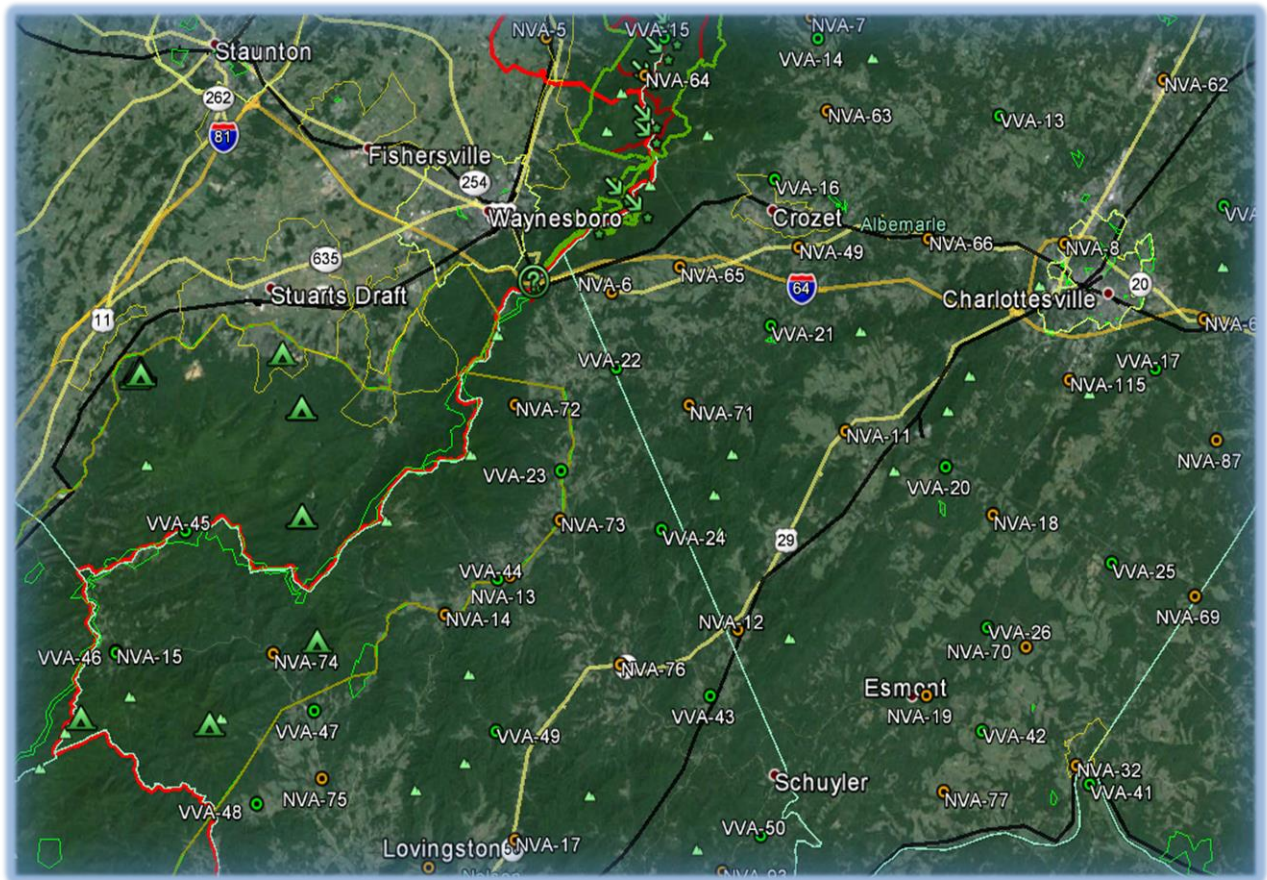 NVA-5
VVA-15
NVA-7
Staunton
VVA-14
NVA-64
NVA-62
262
NVA-63
VVA-13
81
Fishersville
254
VVA-16
Waynesboro
Crozet
Albemarle
NVA-66
NVA-8
635
NVA-49
NVA-65
NVA-6
64
20
Stuarts Draft
Charlottesville
11
VVA-21
VVA-22
VVA-17
NVA-115
NVA-72
NVA-71
NVA-11
NVA-87
VVA-23
VVA-20
VVA-45
NVA-73
VVA-24
29
NVA-18
VVA-44
NVA-13
VVA-25
NVA-14
NVA-12
NVA-69
VVA-26
NVA-70
VVA-46
NVA-15
NVA-74
NVA-76
Esmont
VVA-43
NVA-19
VVA-47
VVA-49
VVA-42
NVA-32
Schuyler
VVA-41
NVA-75
NVA-77
VVA-48
VVA-50
Lovingston
NVA-17